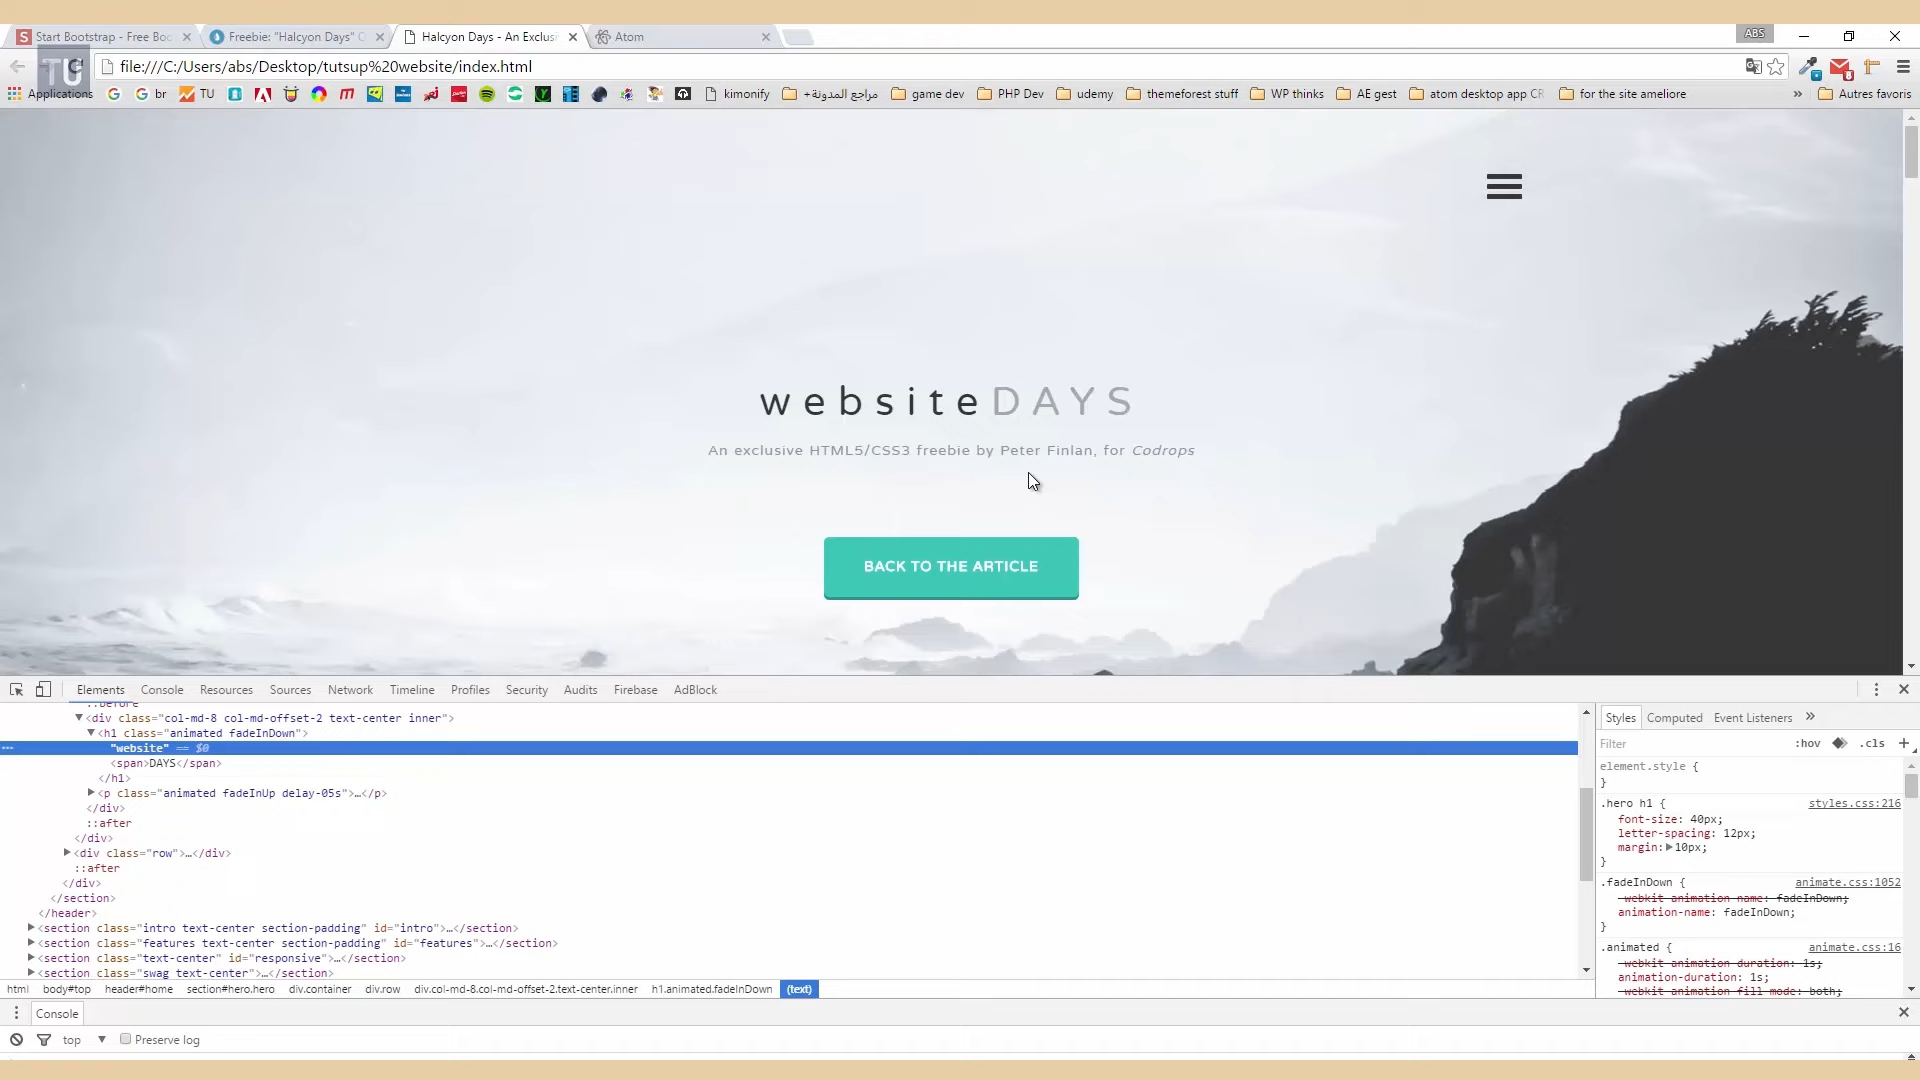 Start Bootstrap - Free Boo
Freebie: "Halcyon Days" O
Halcyon Days - An Exclusi
Atom
ABS
TU
file:///C:/Users/abs/Desktop/tutsup%20website/index.html
Applications
br
TU
kimonify
مراجع المدونة+
game dev
PHP Dev
udemy
themeforest stuff
WP thinks
AE gest
atom desktop app CR
for the site ameliore
»
Autres favoris
websiteDAYS
An exclusive HTML5/CSS3 freebie by Peter Finlan, for Codrops
BACK TO THE ARTICLE
Elements Console Resources Sources Network Timeline Profiles Security Audits Firebase AdBlock
::before
<div class="col-md-8 col-md-offset-2 text-center inner">
<h1 class="animated fadeInDown">
"website" == $0
<span>DAYS</span>
</h1>
<p class="animated fadeInUp delay-05s">…</p>
</div>
::after
</div>
<div class="row">…</div>
::after
</div>
</section>
</header>
<section class="intro text-center section-padding" id="intro">…</section>
<section class="features text-center section-padding" id="features">…</section>
<section class="text-center" id="responsive">…</section>
<section class="swag text-center">…</section>
html body#top header#home section#hero.hero div.container div.row div.col-md-8.col-md-offset-2.text-center.inner h1.animated.fadeInDown (text)
Styles Computed Event Listeners »
Filter :hov .cls +
element.style {
}
.hero h1 { styles.css:216
font-size: 40px;
letter-spacing: 12px;
margin: 10px;
}
.fadeInDown { animate.css:1052
-webkit-animation-name: fadeInDown;
animation-name: fadeInDown;
}
.animated { animate.css:16
-webkit-animation-duration: 1s;
animation-duration: 1s;
-webkit-animation-fill-mode: both;
Console
top Preserve log